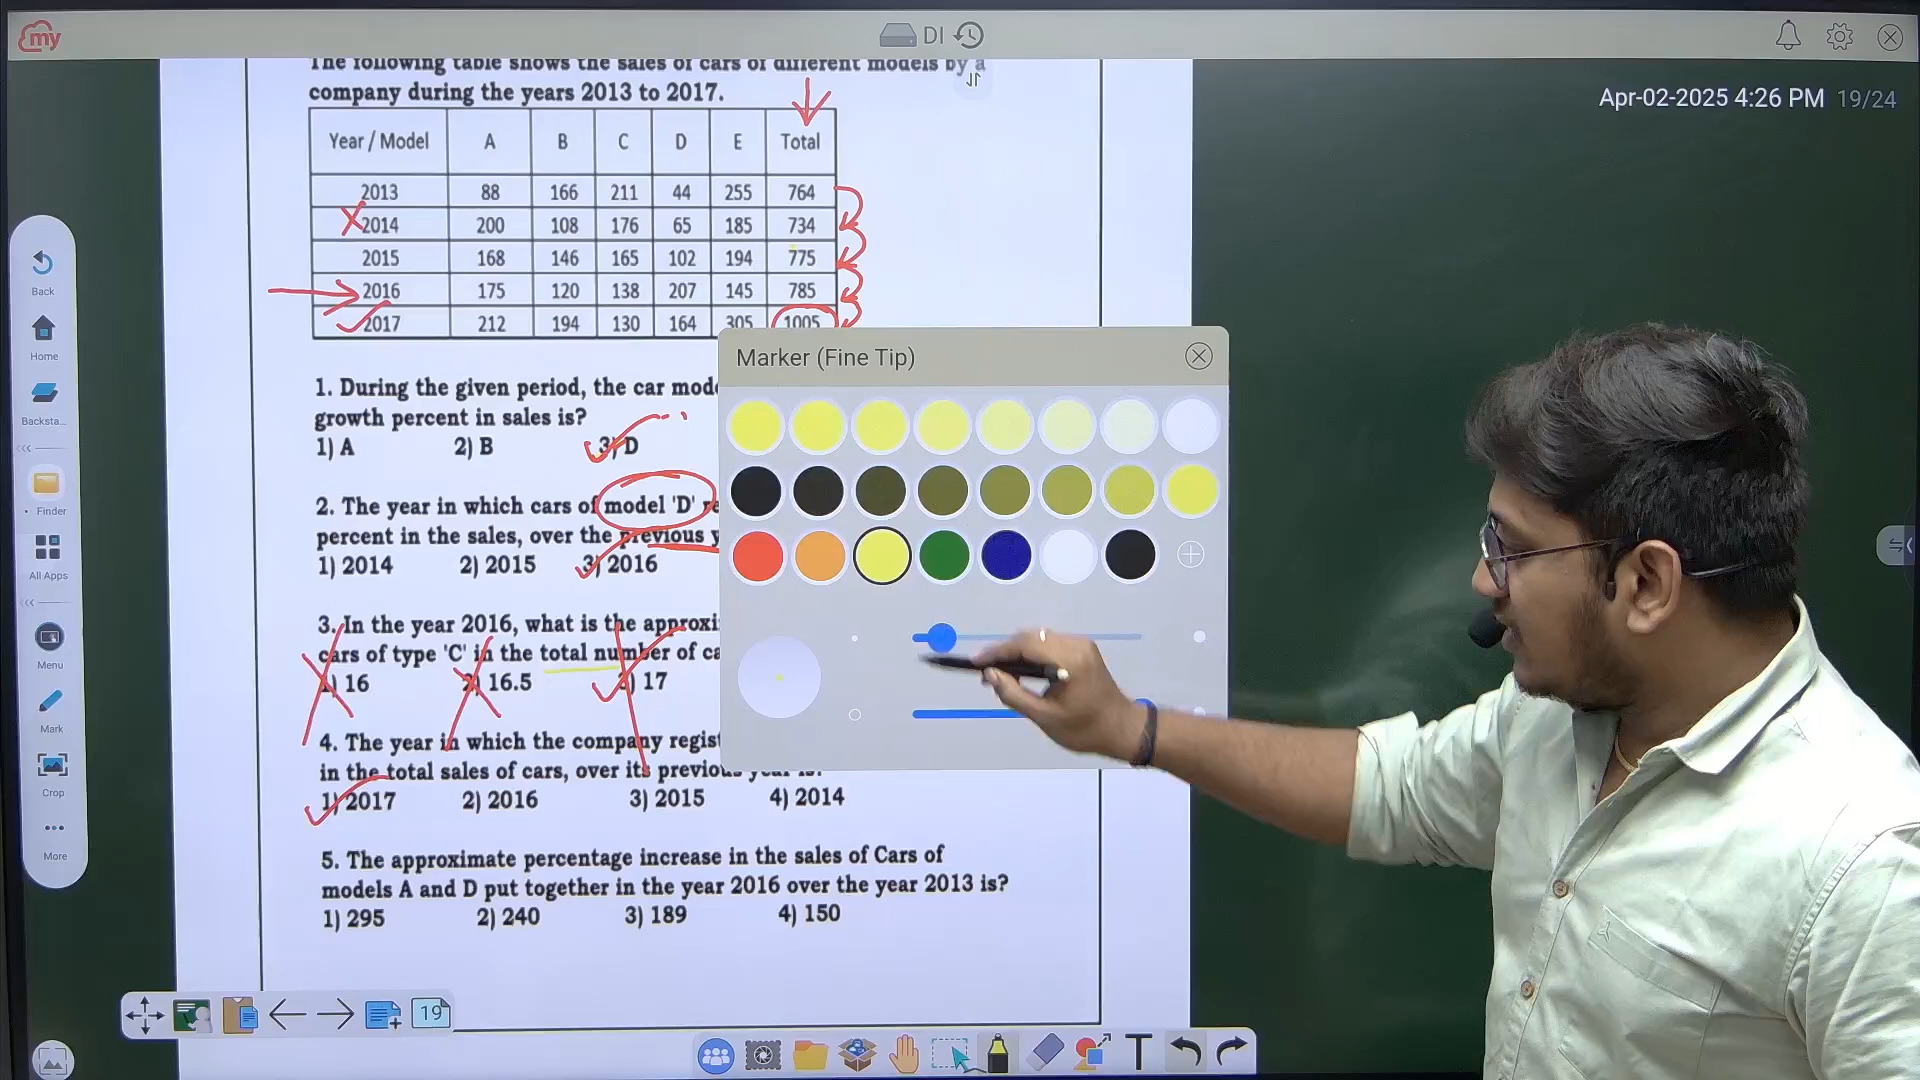 my
DI
Apr-02-2025 4:26 PM 19/24
The following table shows the sales of cars of different models by a
company during the years 2013 to 2017.
Year / Model A B C D E Total
2013 88 166 211 44 255 764
2014 200 108 176 65 185 734
2015 168 146 165 102 194 775
2016 175 120 138 207 145 785
2017 212 194 130 164 305 1005
Marker (Fine Tip)
1. During the given period, the car
growth percent in sales is?
1) A 2) B 3) D
2. The year in which cars of model 'D'
percent in the sales, over the previous
1) 2014 2) 2015 3) 2016
3. In the year 2016, what is the
cars of type 'C' in the total number of
1) 16 2) 16.5 3) 17
4. The year in which the company
in the total sales of cars, over its previous year is?
1) 2017 2) 2016 3) 2015 4) 2014
5. The approximate percentage increase in the sales of Cars of
models A and D put together in the year 2016 over the year 2013 is?
1) 295 2) 240 3) 189 4) 150
Back
Home
Backsta...
Finder
All Apps
Menu
Mark
Crop
More
19
T